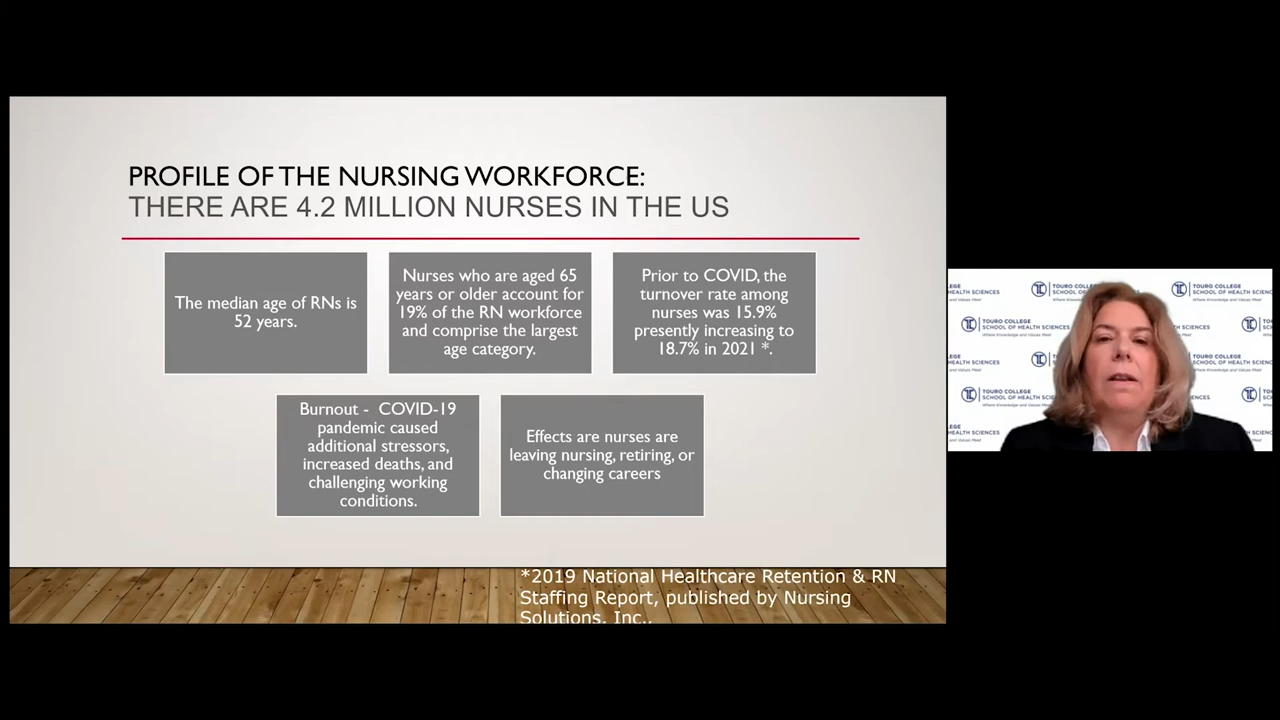 PROFILE OF THE NURSING WORKFORCE:
THERE ARE 4.2 MILLION NURSES IN THE US
The median age of RNs is
52 years.
Nurses who are aged 65
years or older account for
19% of the RN workforce
and comprise the largest
age category.
Prior to COVID, the
turnover rate among
nurses was 15.9%
presently increasing to
18.7% in 2021 *.
Burnout - COVID-19
pandemic caused
additional stressors,
increased deaths, and
challenging working
conditions.
Effects are nurses are
leaving nursing, retiring, or
changing careers
*2019 National Healthcare Retention & RN
Staffing Report, published by Nursing
Solutions, Inc.,
TOURO COLLEGE
SCHOOL OF HEALTH SCIENCES
Where Knowledge and Values Meet